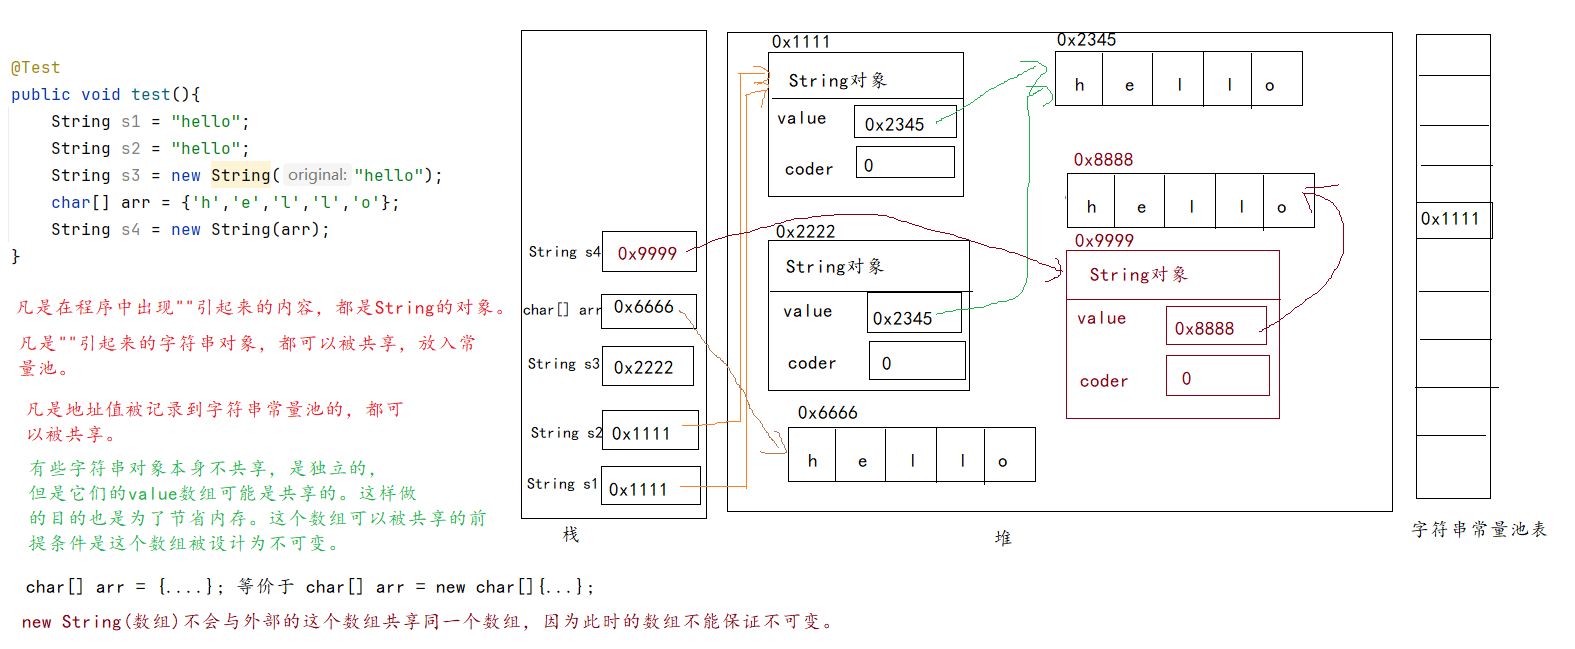 @Test
public void test(){
String s1 = "hello";
String s2 = "hello";
String s3 = new String( original: "hello");
char[] arr = {'h','e','l','l','o'};
String s4 = new String(arr);
}
凡是在程序中出现""引起来的内容，都是String的对象。
凡是""引起来的字符串对象，都可以被共享，放入常
量池。
凡是地址值被记录到字符串常量池的，都可
以被共享。
有些字符串对象本身不共享，是独立的，
但是它们的value数组可能是共享的。这样做
的目的也是为了节省内存。这个数组可以被共享的前
提条件是这个数组被设计为不可变。
char[] arr = {....}; 等价于 char[] arr = new char[]{...};
new String(数组)不会与外部的这个数组共享同一个数组，因为此时的数组不能保证不可变。
String s4 0x9999
char[] arr 0x6666
String s3 0x2222
String s2 0x1111
String s1 0x1111
栈
0x1111
String对象
value 0x2345
coder 0
0x2222
String对象
value 0x2345
coder 0
0x6666
h e l l o
0x2345
h e l l o
0x8888
h e l l o
0x9999
String对象
value 0x8888
coder 0
堆
0x1111
字符串常量池表